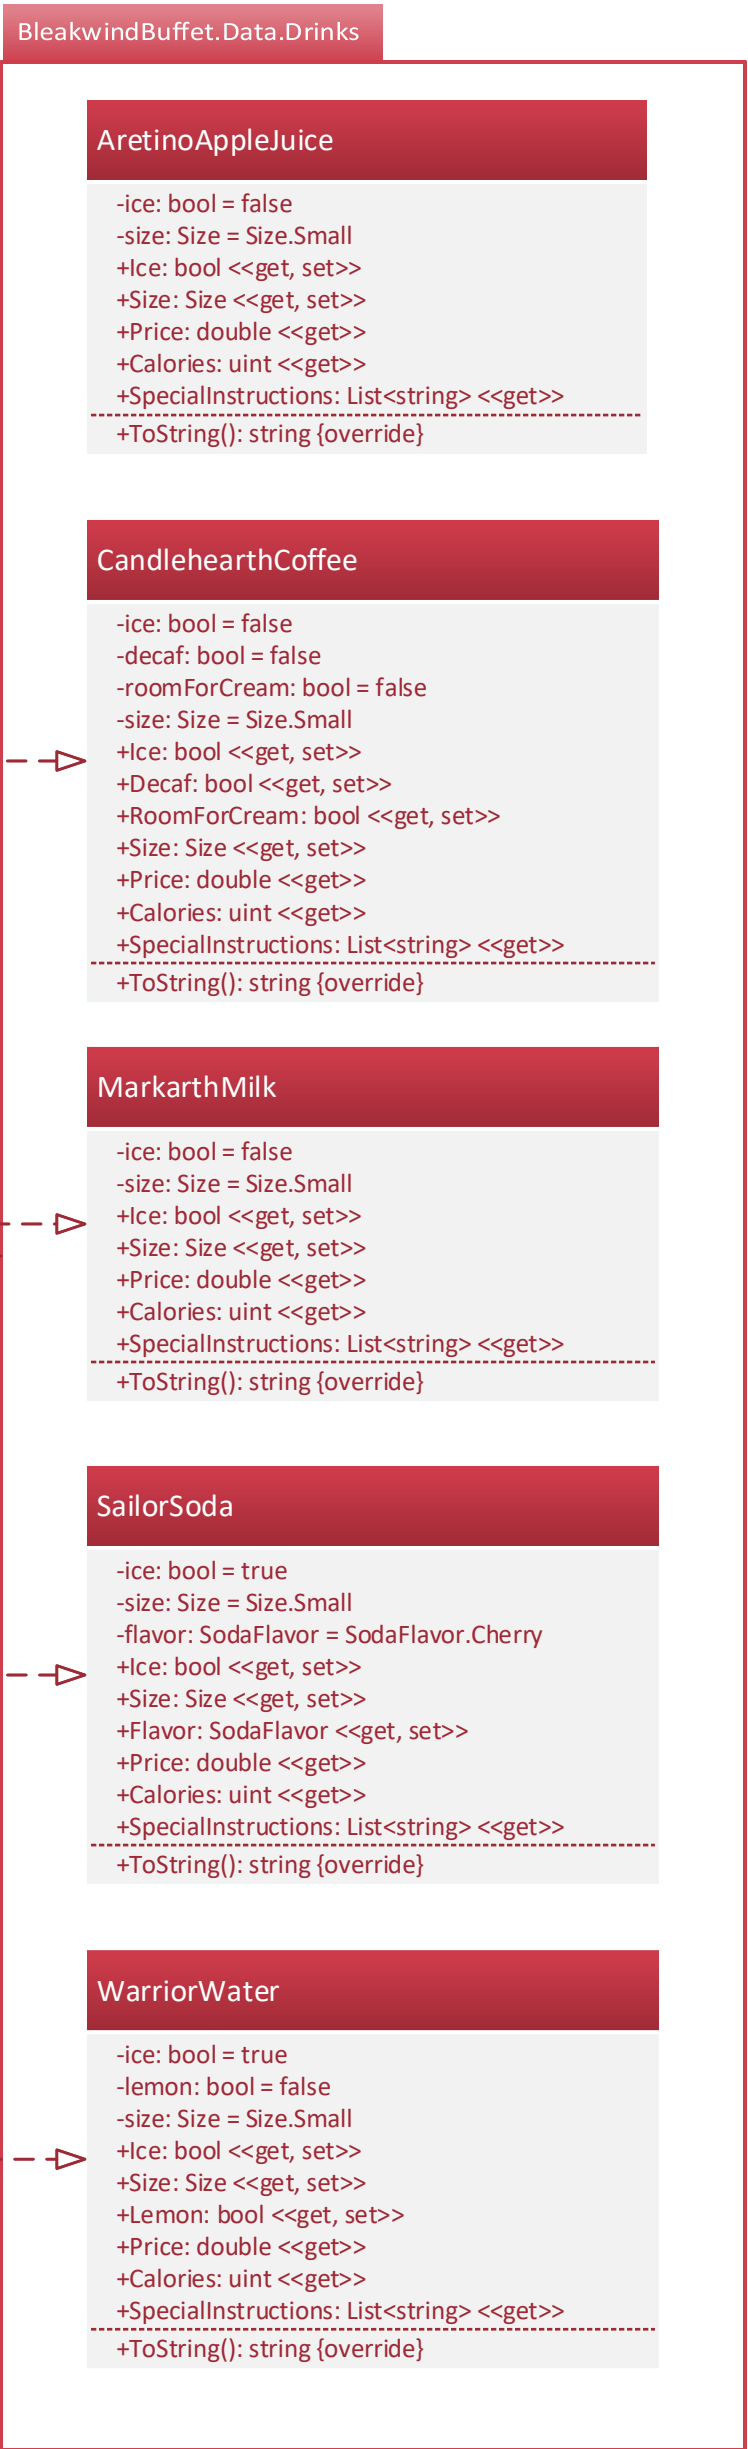 BleakwindBuffet.Data.Drinks
AretinoAppleJuice
-ice: bool = false
-size: Size = Size.Small
+Ice: bool <<get, set>>
+Size: Size <<get, set>>
+Price: double <<get>>
+Calories: uint <<get>>
+SpecialInstructions: List<string> <<get>>
+ToString(): string {override}
CandlehearthCoffee
-ice: bool = false
-decaf: bool = false
-roomForCream: bool = false
-size: Size = Size.Small
+Ice: bool <<get, set>>
+Decaf: bool <<get, set>>
+RoomForCream: bool <<get, set>>
+Size: Size <<get, set>>
+Price: double <<get>>
+Calories: uint <<get>>
+SpecialInstructions: List<string> <<get>>
+ToString(): string {override}
MarkarthMilk
-ice: bool = false
-size: Size = Size.Small
+Ice: bool <<get, set>>
+Size: Size <<get, set>>
+Price: double <<get>>
+Calories: uint <<get>>
+SpecialInstructions: List<string> <<get>>
+ToString(): string {override}
SailorSoda
-ice: bool = true
-size: Size = Size.Small
-flavor: SodaFlavor = SodaFlavor.Cherry
+Ice: bool <<get, set>>
+Size: Size <<get, set>>
+Flavor: SodaFlavor <<get, set>>
+Price: double <<get>>
+Calories: uint <<get>>
+SpecialInstructions: List<string> <<get>>
+ToString(): string {override}
WarriorWater
-ice: bool = true
-lemon: bool = false
-size: Size = Size.Small
+Ice: bool <<get, set>>
+Size: Size <<get, set>>
+Lemon: bool <<get, set>>
+Price: double <<get>>
+Calories: uint <<get>>
+SpecialInstructions: List<string> <<get>>
+ToString(): string {override}